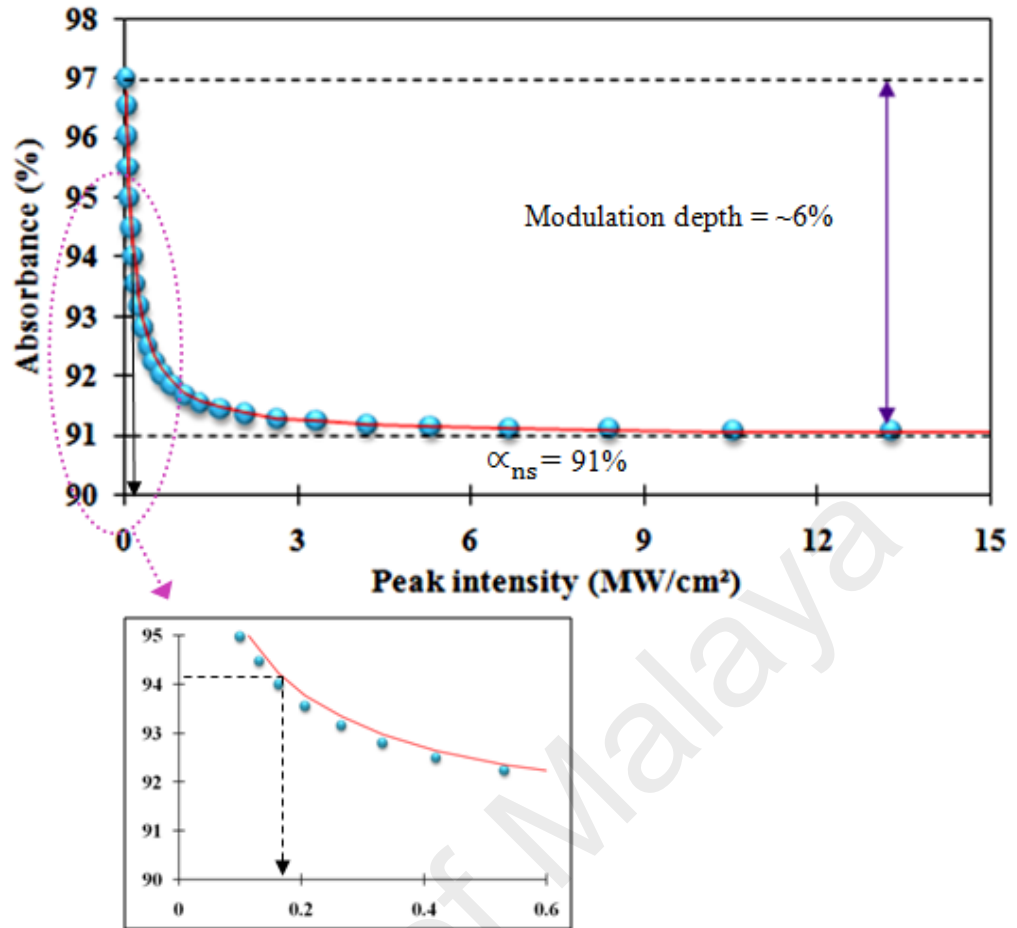 98
97
96
95
94
93
92
91
90
Absorbance (%)
Modulation depth = ~6%
∝ns = 91%
0 3 6 9 12 15
Peak intensity (MW/cm²)
95
94
93
92
91
90
0 0.2 0.4 0.6
of Malaya